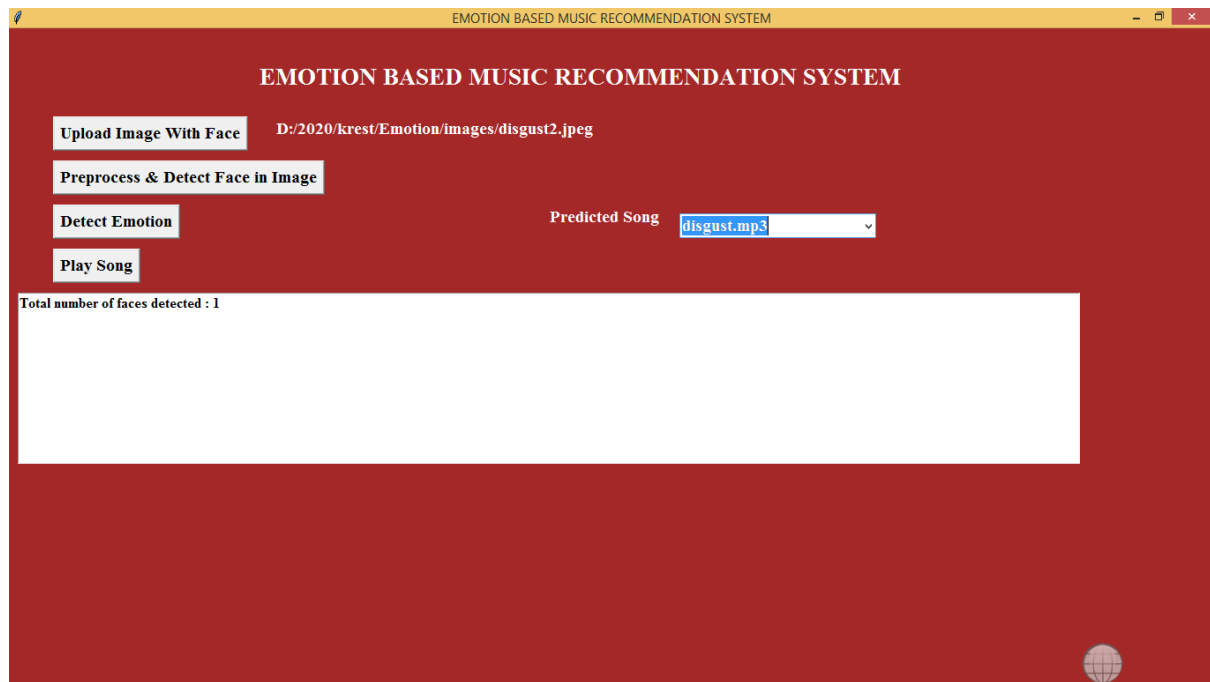 EMOTION BASED MUSIC RECOMMENDATION SYSTEM
EMOTION BASED MUSIC RECOMMENDATION SYSTEM
Upload Image With Face
D:/2020/krest/Emotion/images/disgust2.jpeg
Preprocess & Detect Face in Image
Detect Emotion
Predicted Song
disgust.mp3
Play Song
Total number of faces detected : 1